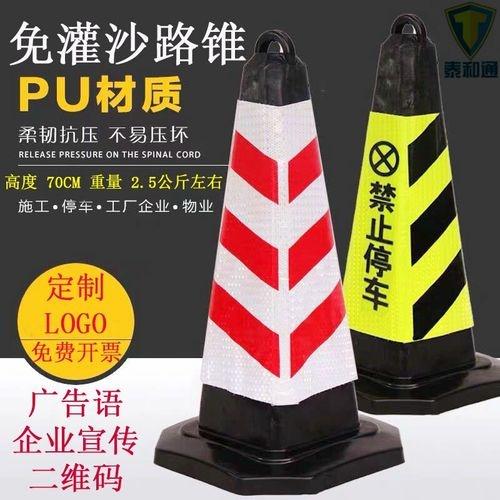 免灌沙路锥
PU材质
柔韧抗压 不易压坏
RELEASE PRESSURE ON THE SPINAL CORD
高度 70CM 重量 2.5公斤左右
施工·停车·工厂企业·物业
定制
LOGO
免费开票
广告语
企业宣传
二维码
T
泰和通
禁止停车